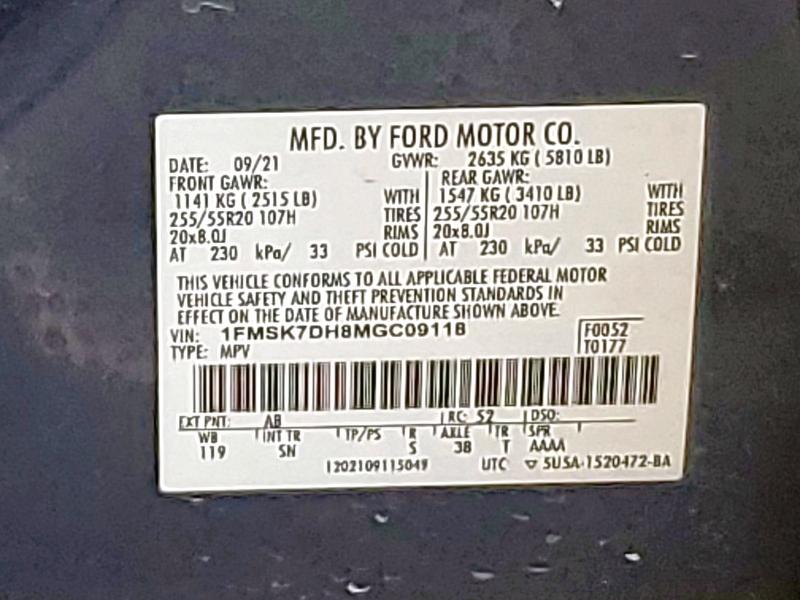 MFD. BY FORD MOTOR CO.
DATE: 09/21 GVWR: 2635 KG ( 5810 LB)
FRONT GAWR: REAR GAWR:
1141 KG ( 2515 LB) WITH 1547 KG ( 3410 LB) WITH
255/55R20 107H TIRES 255/55R20 107H TIRES
20x8.0J RIMS 20x8.0J RIMS
AT 230 kPa/ 33 PSI COLD AT 230 kPa/ 33 PSI COLD
THIS VEHICLE CONFORMS TO ALL APPLICABLE FEDERAL MOTOR
VEHICLE SAFETY AND THEFT PREVENTION STANDARDS IN
EFFECT ON THE DATE OF MANUFACTURE SHOWN ABOVE.
VIN: 1FMSK7DH8MGC09118 F0052
TYPE: MPV T0177
EXT PNT: AB RC: 52 DSO:
WB INT TR TP/PS R AXLE TR SPR
119 SN S 38 T AAAA
UTC 5USA-1520472-BA